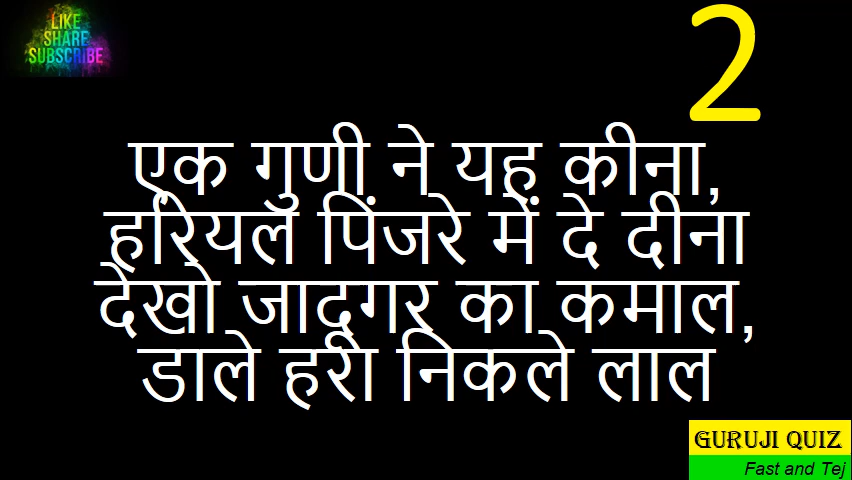 LIKE
SHARE
SUBSCRIBE
2
एक गुणी ने यह कीना,
हरियल पिंजरे में दे दीना
देखो जादूगर का कमाल,
डाले हरा निकले लाल
GURUJI QUIZ
Fast and Tej